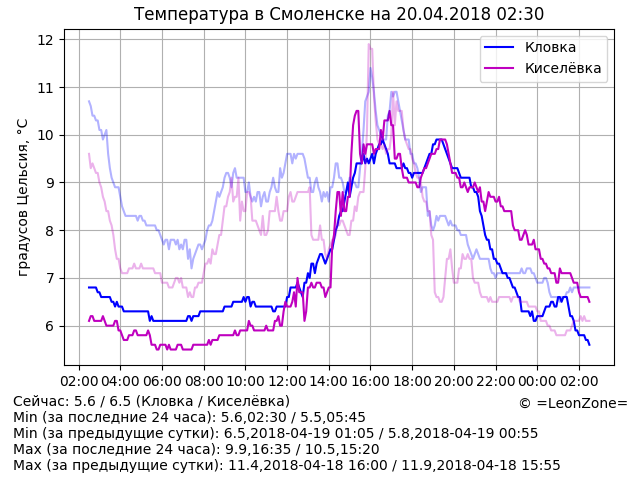 Температура в Смоленске на 20.04.2018 02:30
градусов Цельсия, °C
12
11
10
9
8
7
6
Кловка
Киселёвка
02:00 04:00 06:00 08:00 10:00 12:00 14:00 16:00 18:00 20:00 22:00 00:00 02:00
Сейчас: 5.6 / 6.5 (Кловка / Киселёвка)
© =LeonZone=
Min (за последние 24 часа): 5.6,02:30 / 5.5,05:45
Min (за предыдущие сутки): 6.5,2018-04-19 01:05 / 5.8,2018-04-19 00:55
Max (за последние 24 часа): 9.9,16:35 / 10.5,15:20
Max (за предыдущие сутки): 11.4,2018-04-18 16:00 / 11.9,2018-04-18 15:55